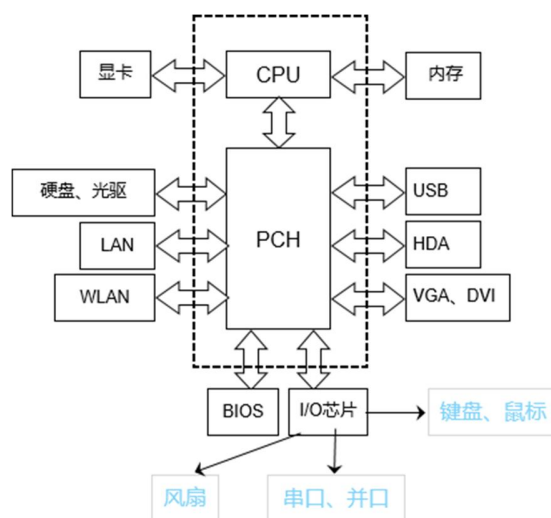 显卡
CPU
内存
硬盘、光驱
PCH
USB
LAN
HDA
WLAN
VGA、DVI
BIOS
I/O芯片
键盘、鼠标
风扇
串口、并口